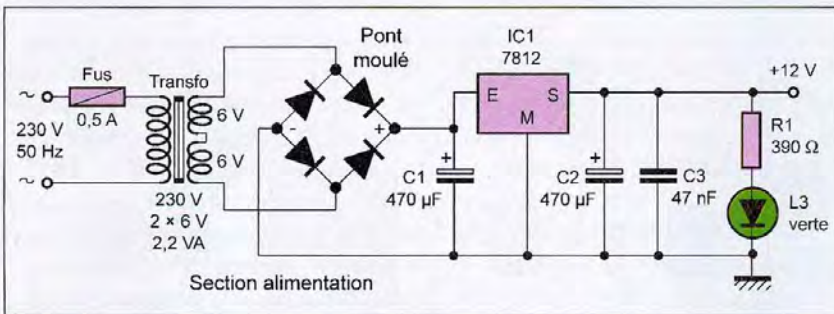 Fus
0,5 A
~
230 V
50 Hz
~
Transfo
6 V
6 V
230 V
2 × 6 V
2,2 VA
Pont
moulé
-
+
IC1
7812
E
S
M
+
C1
470 µF
+
C2
470 µF
C3
47 nF
+12 V
R1
390 Ω
L3
verte
Section alimentation